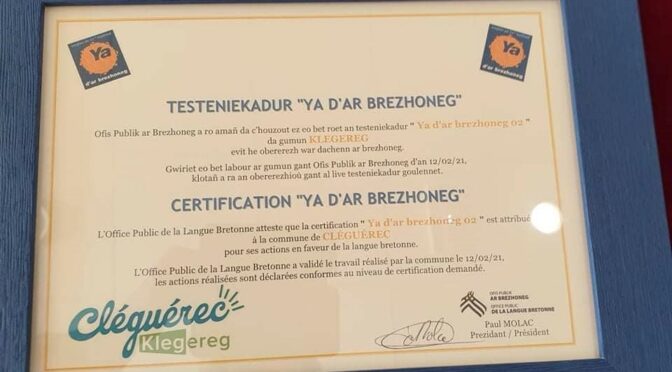 Ya
d'ar brezhoneg
Ya
d'ar brezhoneg
TESTENIEKADUR "YA D'AR BREZHONEG"
Ofis Publik ar Brezhoneg a ro amañ da c'houzout ez eo bet roet an testeniekadur " Ya d'ar brezhoneg 02 "
da gumun KLEGEREG
evit he obererezh war dachenn ar brezhoneg.
Gwiriet eo bet labour ar gumun gant Ofis Publik ar Brezhoneg d'an 12/02/21,
klotañ a ra an obererezhioù gant al live testeniekadur goulennet.
CERTIFICATION "YA D'AR BREZHONEG"
L'Office Public de la Langue Bretonne atteste que la certification " Ya d'ar brezhoneg 02 " est attribué
à la commune de CLÉGUÉREC
pour ses actions en faveur de la langue bretonne.
L'Office Public de la Langue Bretonne a validé le travail réalisé par la commune le 12/02/21,
les actions réalisées sont déclarées conformes au niveau de certification demandé.
Cléguérec
Klegereg
OFIS PUBLIK
AR BREZHONEG
OFFICE PUBLIC
DE LA LANGUE BRETONNE
Paul MOLAC
Prezidant / Président